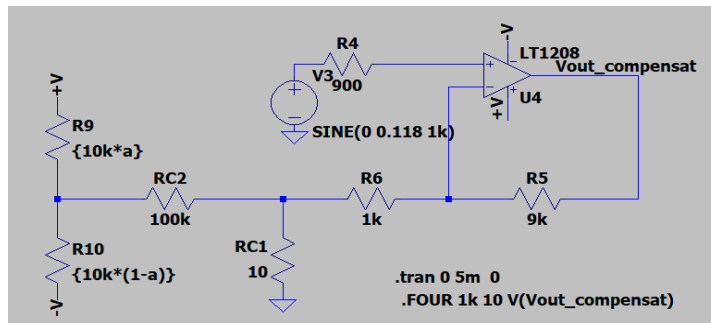 -V
R4
LT1208
Vout_compensat
V3
900
+V
U4
+V
SINE(0 0.118 1k)
R9
{10k*a}
RC2
R6
R5
100k
1k
9k
R10
{10k*(1-a)}
RC1
10
-V
.tran 0 5m  0
.FOUR 1k 10 V(Vout_compensat)